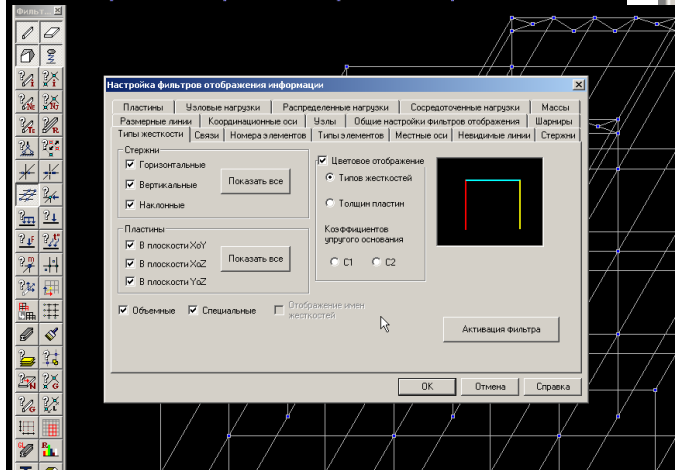 Фильт...
Настройка фильтров отображения информации
Пластины Узловые нагрузки Распределенные нагрузки Сосредоточенные нагрузки Массы
Размерные линии Координационные оси Узлы Общие настройки фильтров отображения Шарниры
Типы жесткости Связи Номера элементов Типы элементов Местные оси Невидимые линии Стержни
Стержни
Горизонтальные
Вертикальные
Наклонные
Показать все
Пластины
В плоскости XoY
В плоскости XoZ
В плоскости YoZ
Показать все
Объемные Специальные Отображение имен
жесткостей
Цветовое отображение
Типов жесткостей
Толщин пластин
Коэффициентов
упругого основания
C1 C2
Активация фильтра
OK Отмена Справка